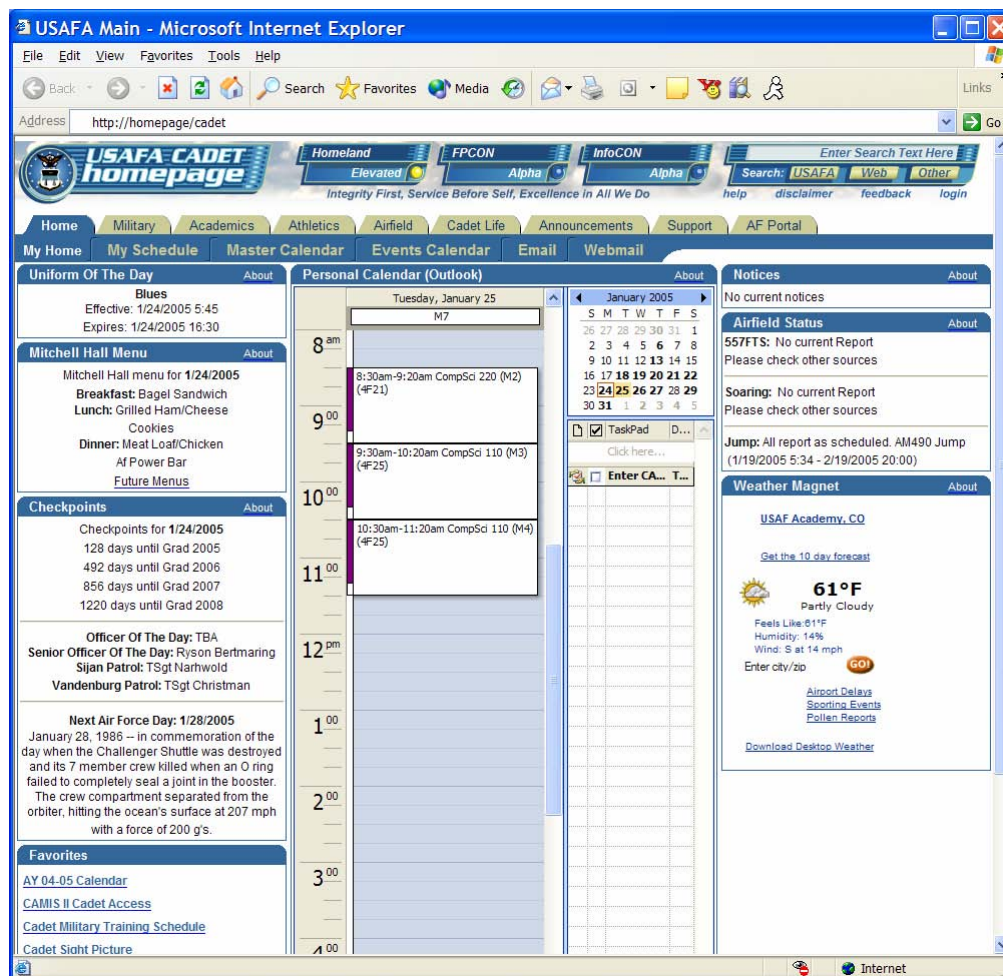 USAFA Main - Microsoft Internet Explorer
File Edit View Favorites Tools Help
Back Search Favorites Media Links
Address http://homepage/cadet Go
USAFA CADET
homepage
Homeland
Elevated
FPCON
Alpha
InfoCON
Alpha
Enter Search Text Here
Search: USAFA Web Other
Integrity First, Service Before Self, Excellence in All We Do
help disclaimer feedback login
Home Military Academics Athletics Airfield Cadet Life Announcements Support AF Portal
My Home My Schedule Master Calendar Events Calendar Email Webmail
Uniform Of The Day About
Blues
Effective: 1/24/2005 5:45
Expires: 1/24/2005 16:30
Mitchell Hall Menu About
Mitchell Hall menu for 1/24/2005
Breakfast: Bagel Sandwich
Lunch: Grilled Ham/Cheese
Cookies
Dinner: Meat Loaf/Chicken
Af Power Bar
Future Menus
Checkpoints About
Checkpoints for 1/24/2005
128 days until Grad 2005
492 days until Grad 2006
856 days until Grad 2007
1220 days until Grad 2008
Officer Of The Day: TBA
Senior Officer Of The Day: Ryson Bertmaring
Sijan Patrol: TSgt Narhwold
Vandenburg Patrol: TSgt Christman
Next Air Force Day: 1/28/2005
January 28, 1986 -- in commemoration of the
day when the Challenger Shuttle was destroyed
and its 7 member crew killed when an O ring
failed to completely seal a joint in the booster.
The crew compartment separated from the
orbiter, hitting the ocean's surface at 207 mph
with a force of 200 g's.
Favorites
AY 04-05 Calendar
CAMIS II Cadet Access
Cadet Military Training Schedule
Cadet Sight Picture
Personal Calendar (Outlook) About
Tuesday, January 25
M7
8 am
8:30am-9:20am CompSci 220 (M2)
(4F21)
9 00
9:30am-10:20am CompSci 110 (M3)
(4F25)
10 00
10:30am-11:20am CompSci 110 (M4)
(4F25)
11 00
12 pm
1 00
2 00
3 00
4 00
January 2005
S M T W T F S
26 27 28 29 30 31 1
2 3 4 5 6 7 8
9 10 11 12 13 14 15
16 17 18 19 20 21 22
23 24 25 26 27 28 29
30 31 1 2 3 4 5
TaskPad D...
Click here...
Enter CA... T...
Notices About
No current notices
Airfield Status About
557FTS: No current Report
Please check other sources
Soaring: No current Report
Please check other sources
Jump: All report as scheduled. AM490 Jump
(1/19/2005 5:34 - 2/19/2005 20:00)
Weather Magnet About
USAF Academy, CO
Get the 10 day forecast
61°F
Partly Cloudy
Feels Like:61°F
Humidity: 14%
Wind: S at 14 mph
Enter city/zip GO!
Airport Delays
Sporting Events
Pollen Reports
Download Desktop Weather
Internet